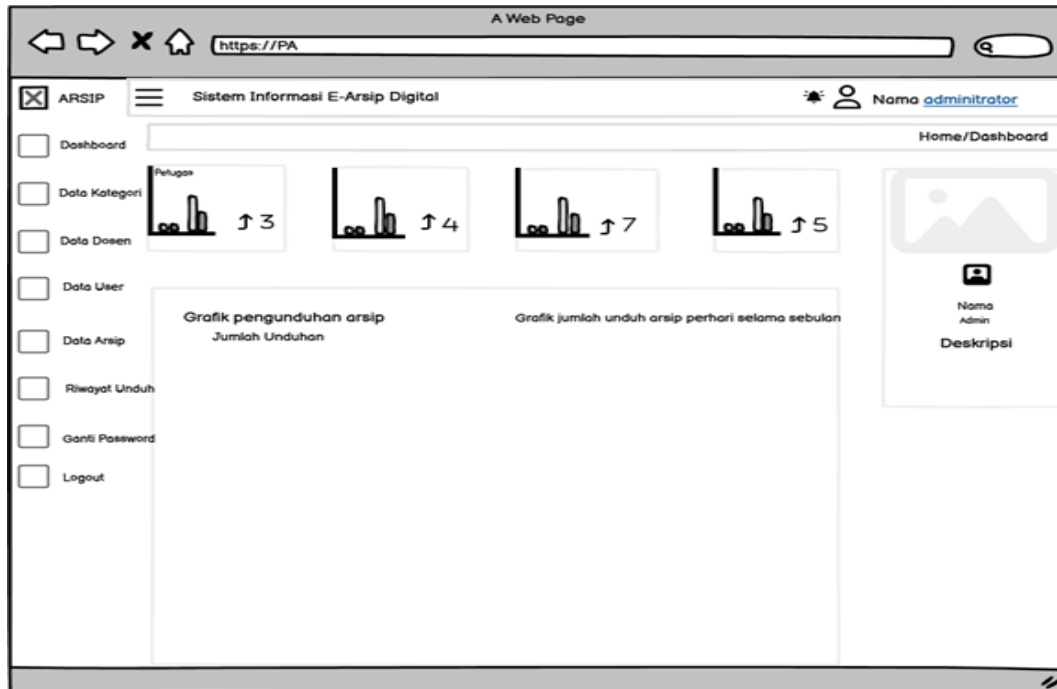 A Web Page
https://PA
ARSIP
Sistem Informasi E-Arsip Digital
Nama adminitrator
Home/Dashboard
Dashboard
Data Kategori
Data Dosen
Data User
Data Arsip
Riwayat Unduh
Ganti Password
Logout
Petugas
3
4
7
5
Grafik pengunduhan arsip
Grafik jumlah unduh arsip perhari selama sebulan
Jumlah Unduhan
Nama
Admin
Deskripsi